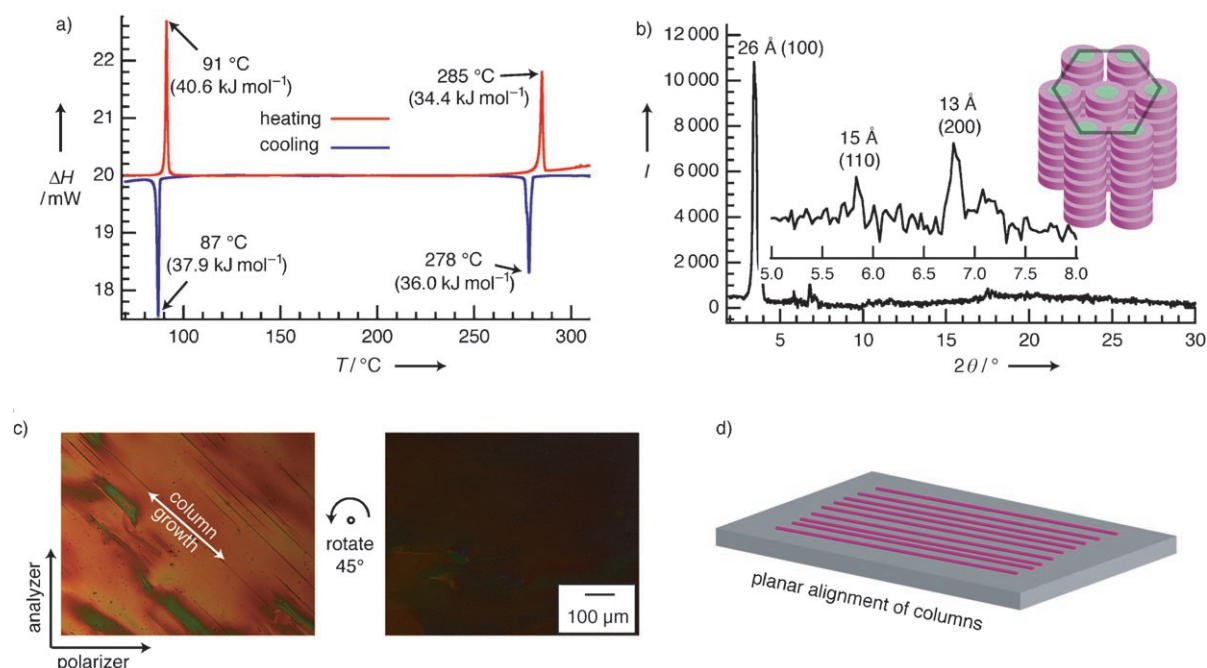 a)
22
21
20
19
18
ΔH
/mW
91 °C
(40.6 kJ mol⁻¹)
285 °C
(34.4 kJ mol⁻¹)
heating
cooling
87 °C
(37.9 kJ mol⁻¹)
278 °C
(36.0 kJ mol⁻¹)
100 150 200 250 300
T/°C
b)
12 000
10 000
8 000
6 000
4 000
2 000
0
I
26 Å (100)
15 Å
(110)
13 Å
(200)
5.0 5.5 6.0 6.5 7.0 7.5 8.0
5 10 15 20 25 30
2θ/°
c)
column
growth
rotate
45°
100 µm
analyzer
polarizer
d)
planar alignment of columns